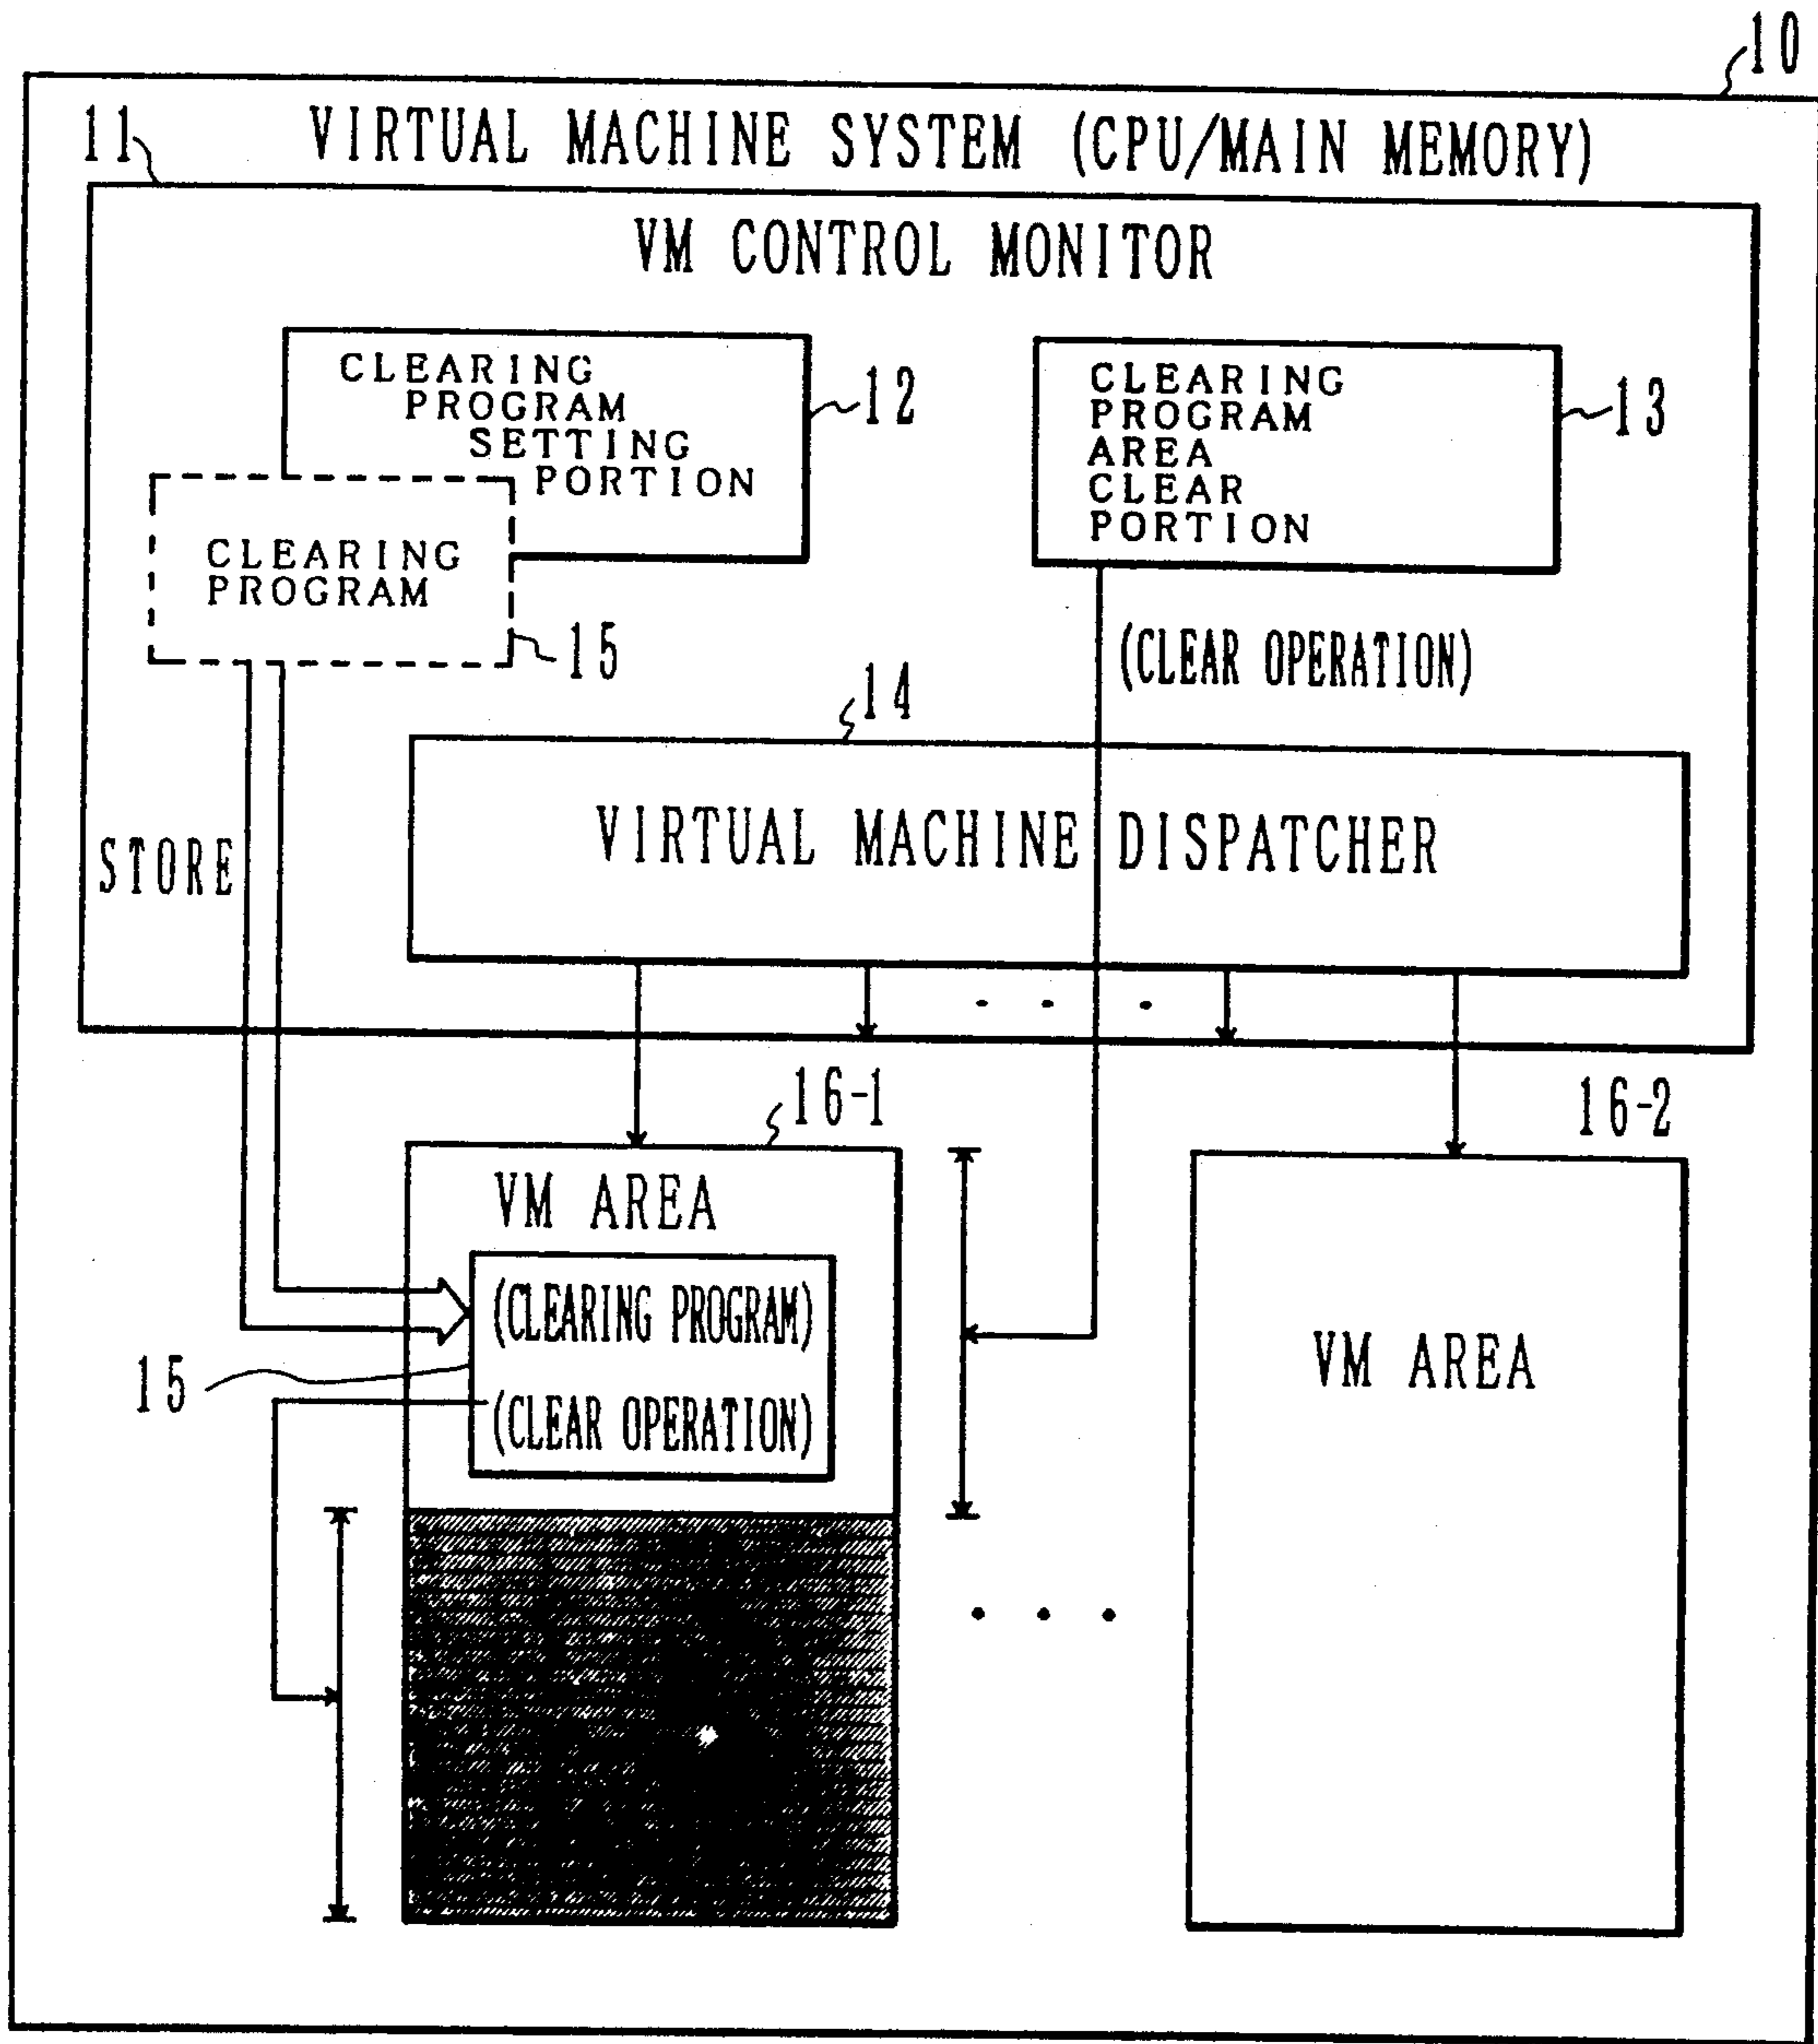 10
VIRTUAL MACHINE SYSTEM (CPU/MAIN MEMORY)
11
VM CONTROL MONITOR
CLEARING
PROGRAM
SETTING
PORTION
12
CLEARING
PROGRAM
AREA
CLEAR
PORTION
13
CLEARING
PROGRAM
15
(CLEAR OPERATION)
14
VIRTUAL MACHINE DISPATCHER
STORE
16-1
16-2
VM AREA
(CLEARING PROGRAM)
15
(CLEAR OPERATION)
VM AREA